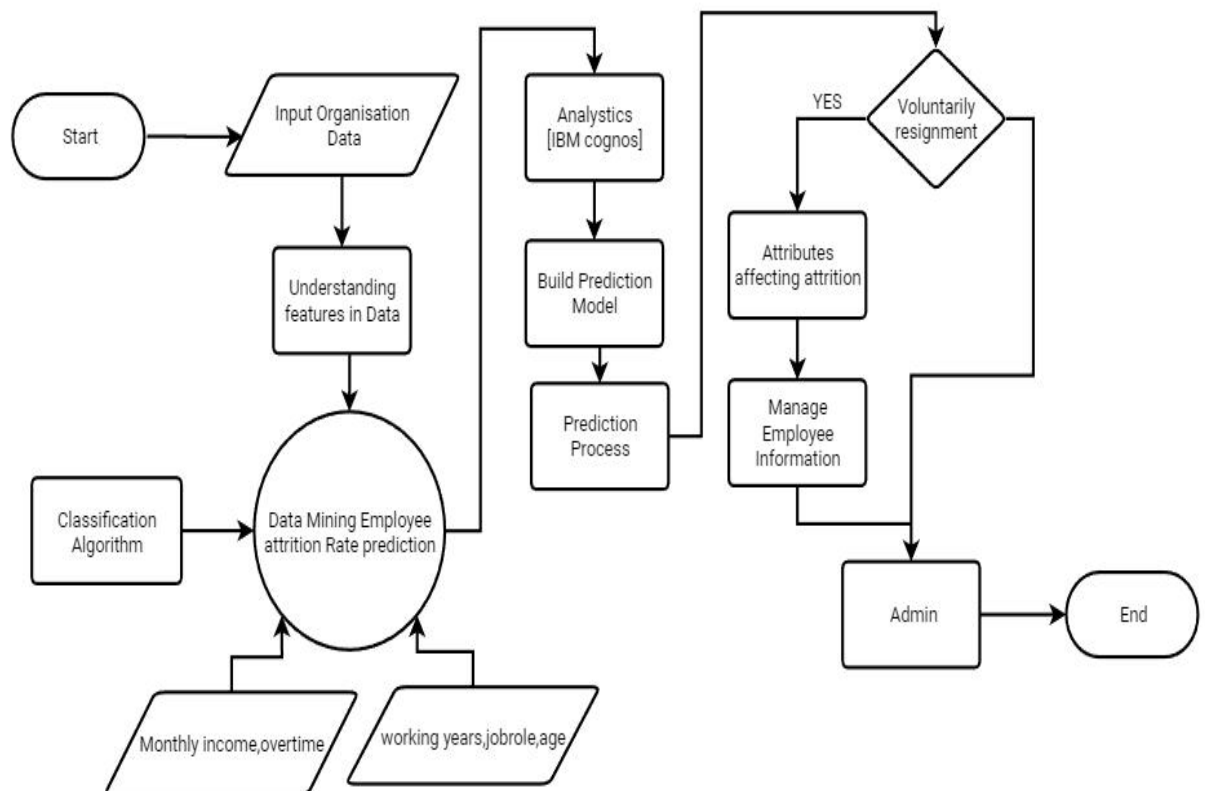 Start
Input Organisation
Data
Understanding
features in Data
Classification
Algorithm
Data Mining Employee
attrition Rate prediction
Monthly income,overtime
working years,jobrole,age
Analystics
[IBM cognos]
Build Prediction
Model
Prediction
Process
Voluntarily
resignment
YES
Attributes
affecting attrition
Manage
Employee
Information
Admin
End